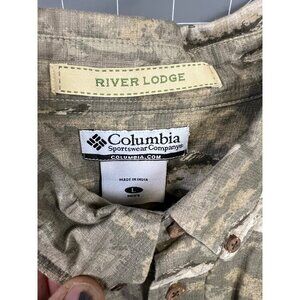 RIVER LODGE
Columbia
Sportswear Company
COLUMBIA.COM
MADE IN INDIA
L